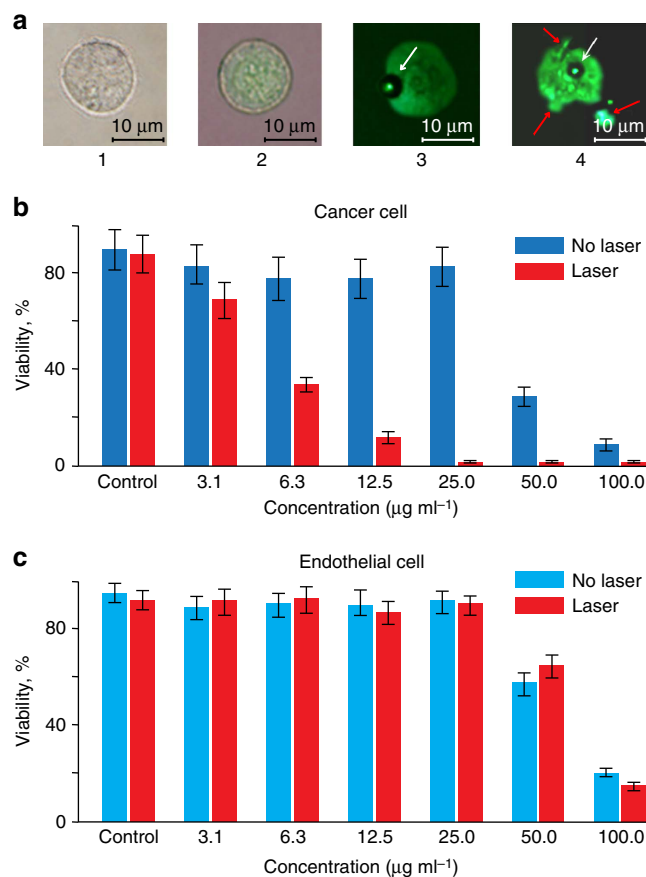 a
10 µm
10 µm
10 µm
10 µm
1
2
3
4
b
Cancer cell
No laser
Laser
Viability, %
80
40
0
Control
3.1
6.3
12.5
25.0
50.0
100.0
Concentration (µg ml⁻¹)
c
Endothelial cell
No laser
Laser
Viability, %
80
40
0
Control
3.1
6.3
12.5
25.0
50.0
100.0
Concentration (µg ml⁻¹)